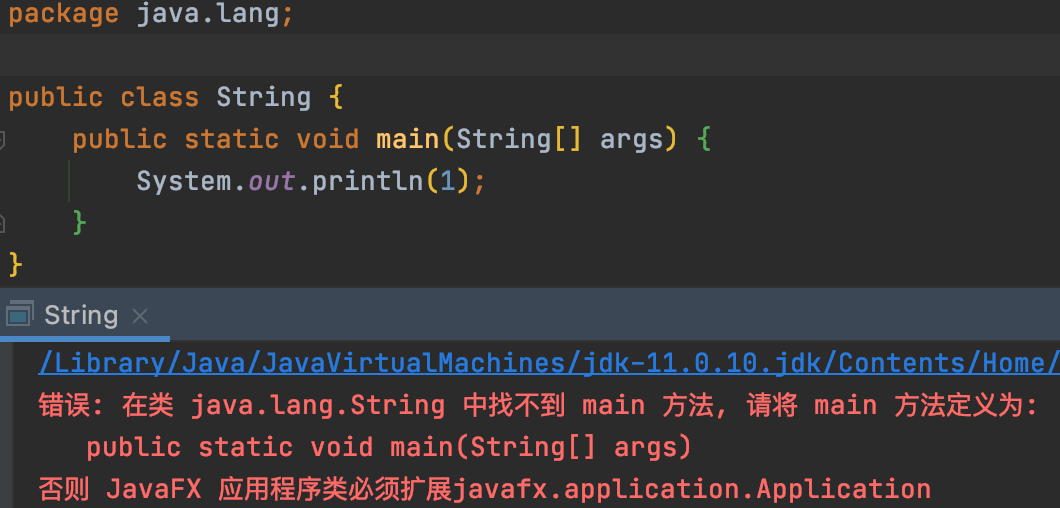 package java.lang;
public class String {
    public static void main(String[] args) {
        System.out.println(1);
    }
}
String ×
/Library/Java/JavaVirtualMachines/jdk-11.0.10.jdk/Contents/Home/
错误: 在类 java.lang.String 中找不到 main 方法, 请将 main 方法定义为:
   public static void main(String[] args)
否则 JavaFX 应用程序类必须扩展javafx.application.Application